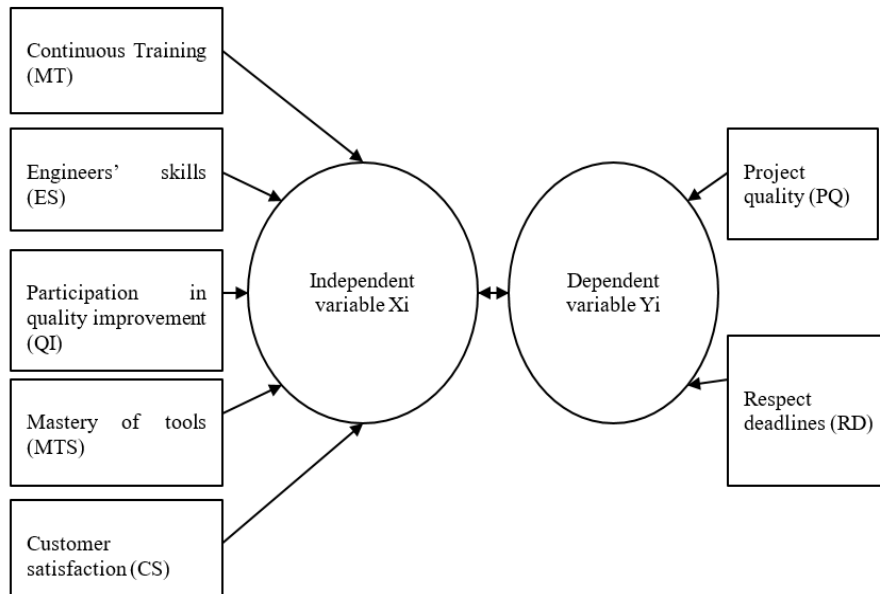 Continuous Training
(MT)
Engineers’ skills
(ES)
Participation in
quality improvement
(QI)
Mastery of tools
(MTS)
Customer
satisfaction (CS)
Independent
variable Xi
Dependent
variable Yi
Project
quality (PQ)
Respect
deadlines (RD)